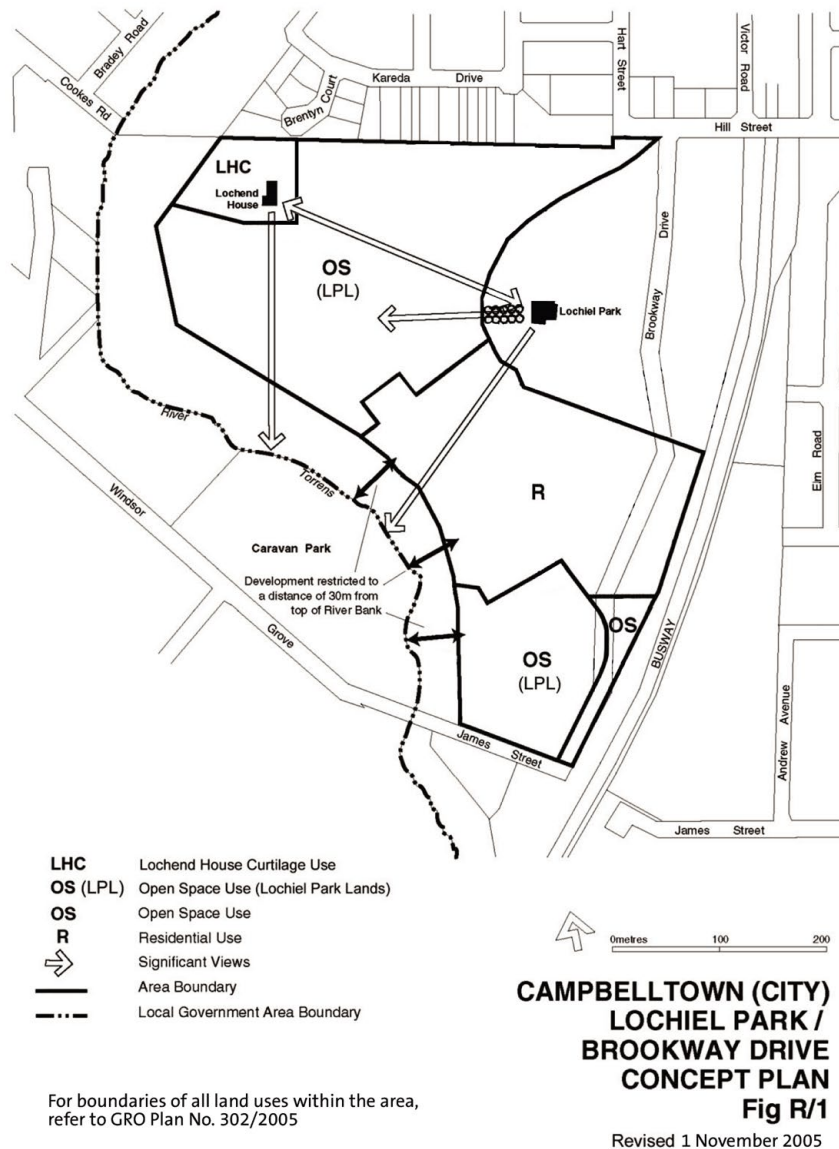 Bradey Road
Cookes Rd
Brentyn Court
Kareda Drive
Hart Street
Victor Road
Hill Street
LHC
Lochend
House
OS
(LPL)
Lochiel Park
Brookway Drive
River
Torrens
Windsor
Grove
Caravan Park
Development restricted to
a distance of 30m from
top of River Bank
R
Elm Road
OS
OS
(LPL)
BUSWAY
James Street
Andrew Avenue
James Street
LHC Lochend House Curtilage Use
OS (LPL) Open Space Use (Lochiel Park Lands)
OS Open Space Use
R Residential Use
Significant Views
Area Boundary
Local Government Area Boundary
0metres 100 200
CAMPBELLTOWN (CITY)
LOCHIEL PARK /
BROOKWAY DRIVE
CONCEPT PLAN
Fig R/1
Revised 1 November 2005
For boundaries of all land uses within the area,
refer to GRO Plan No. 302/2005